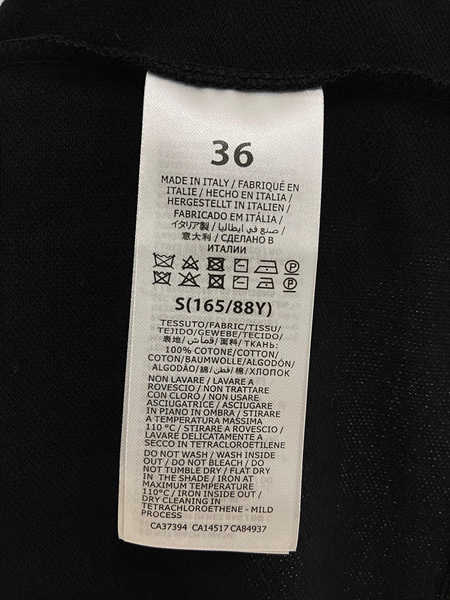 36
MADE IN ITALY / FABRIQUÉ EN
ITALIE / HECHO EN ITALIA /
HERGESTELLT IN ITALIEN /
FABRICADO EM ITÁLIA /
イタリア製 / صنع في ايطاليا /
意大利 / СДЕЛАНО В
ИТАЛИИ
S(165/88Y)
TESSUTO/FABRIC/TISSU/
TEJIDO/GEWEBE/TECIDO/
表地/قماش/面料/ ТКАНЬ:
100% COTONE/COTTON/
COTON/BAUMWOLLE/ALGODÓN/
ALGODÃO/綿/قطن/棉/ХЛОПОК
NON LAVARE / LAVARE A
ROVESCIO / NON TRATTARE
CON CLORO / NON USARE
ASCIUGATRICE / ASCIUGARE
IN PIANO IN OMBRA / STIRARE
A TEMPERATURA MASSIMA
110 °C / STIRARE A ROVESCIO /
LAVARE DELICATAMENTE A
SECCO IN TETRACLOROETILENE
DO NOT WASH / WASH INSIDE
OUT / DO NOT BLEACH / DO
NOT TUMBLE DRY / FLAT DRY
IN THE SHADE / IRON AT
MAXIMUM TEMPERATURE
110°C / IRON INSIDE OUT /
DRY CLEANING IN
TETRACHLOROETHENE - MILD
PROCESS
CA37394 CA14517 CA84937